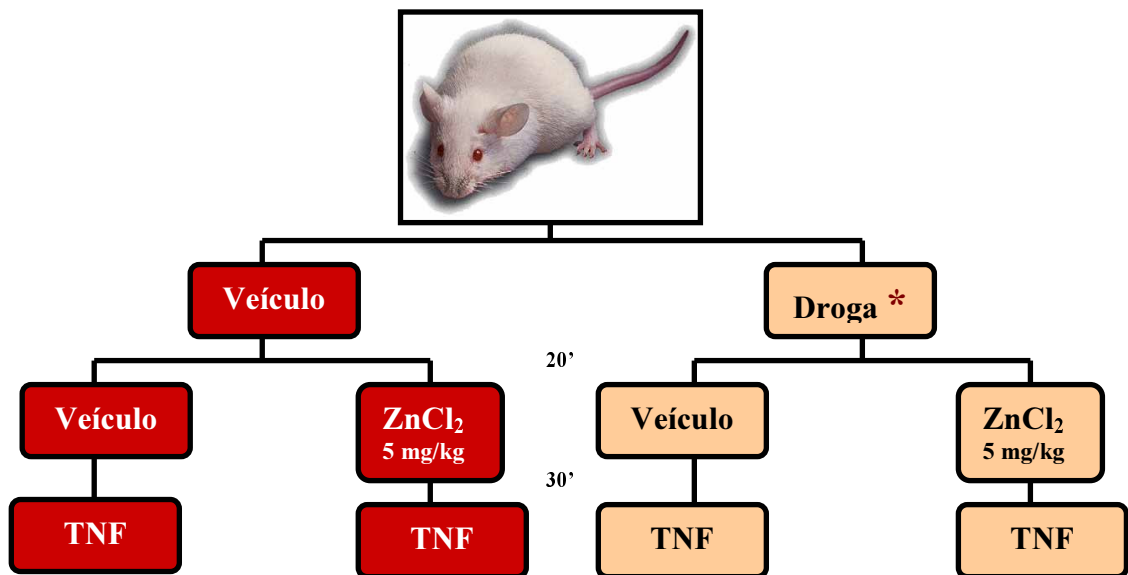 Veículo
Droga *
20’
Veículo
ZnCl₂
5 mg/kg
Veículo
ZnCl₂
5 mg/kg
30’
TNF
TNF
TNF
TNF